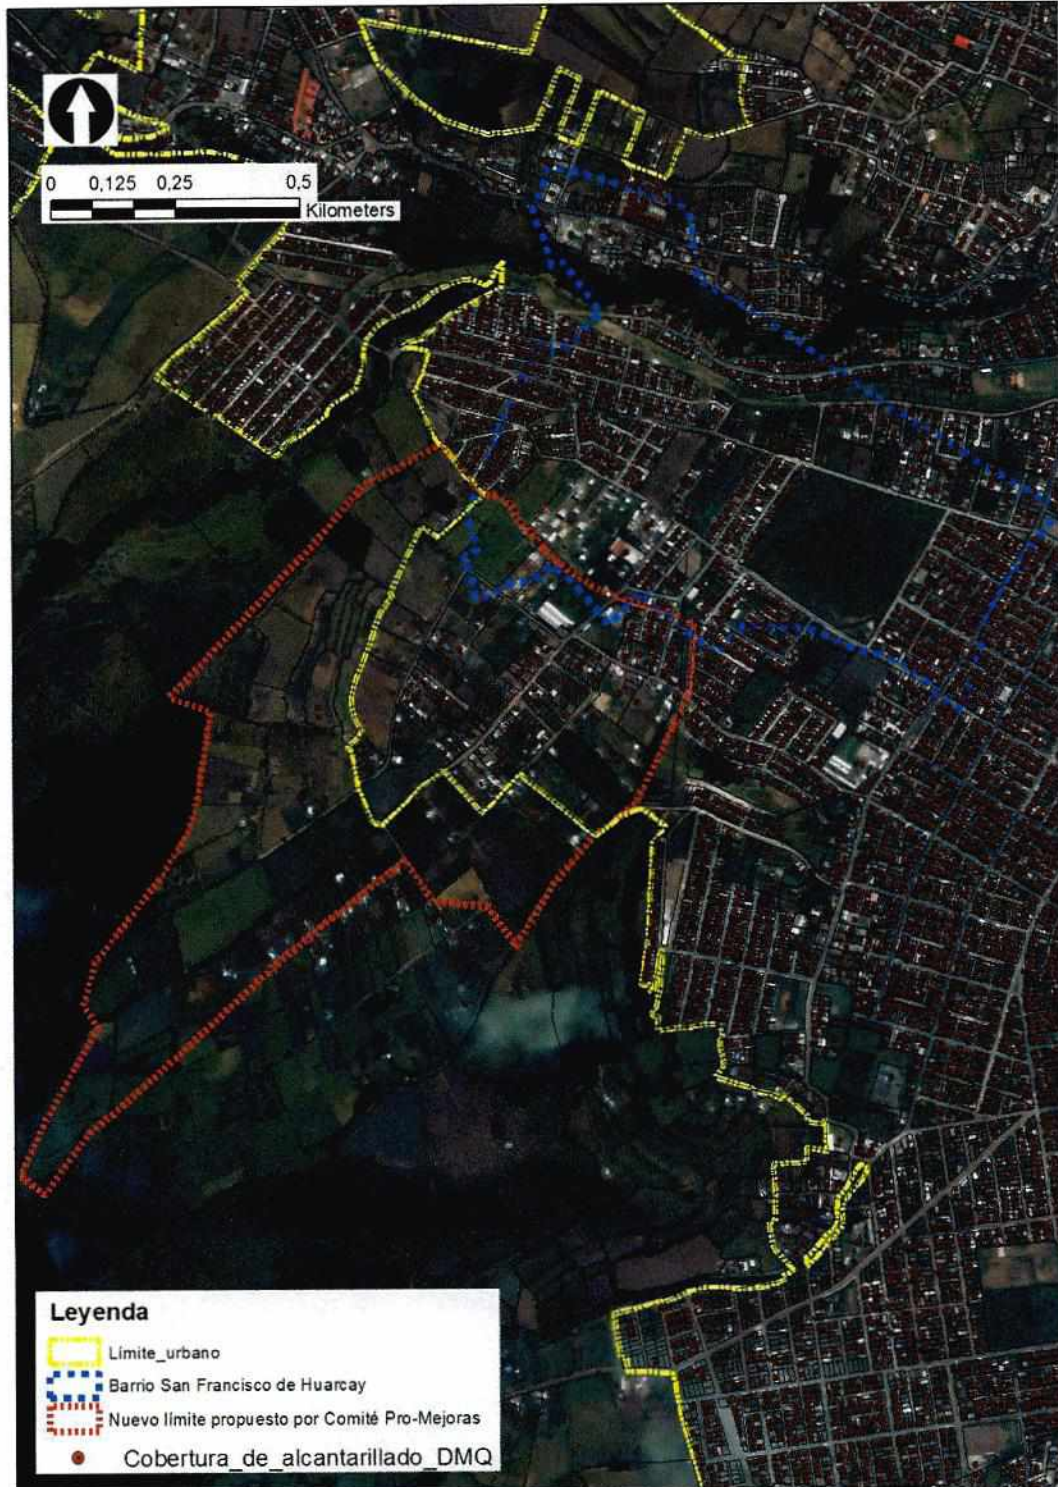 0 0,125 0,25 0,5
Kilometers
Leyenda
Límite_urbano
Barrio San Francisco de Huarcay
Nuevo límite propuesto por Comité Pro-Mejoras
Cobertura_de_alcantarillado_DMQ